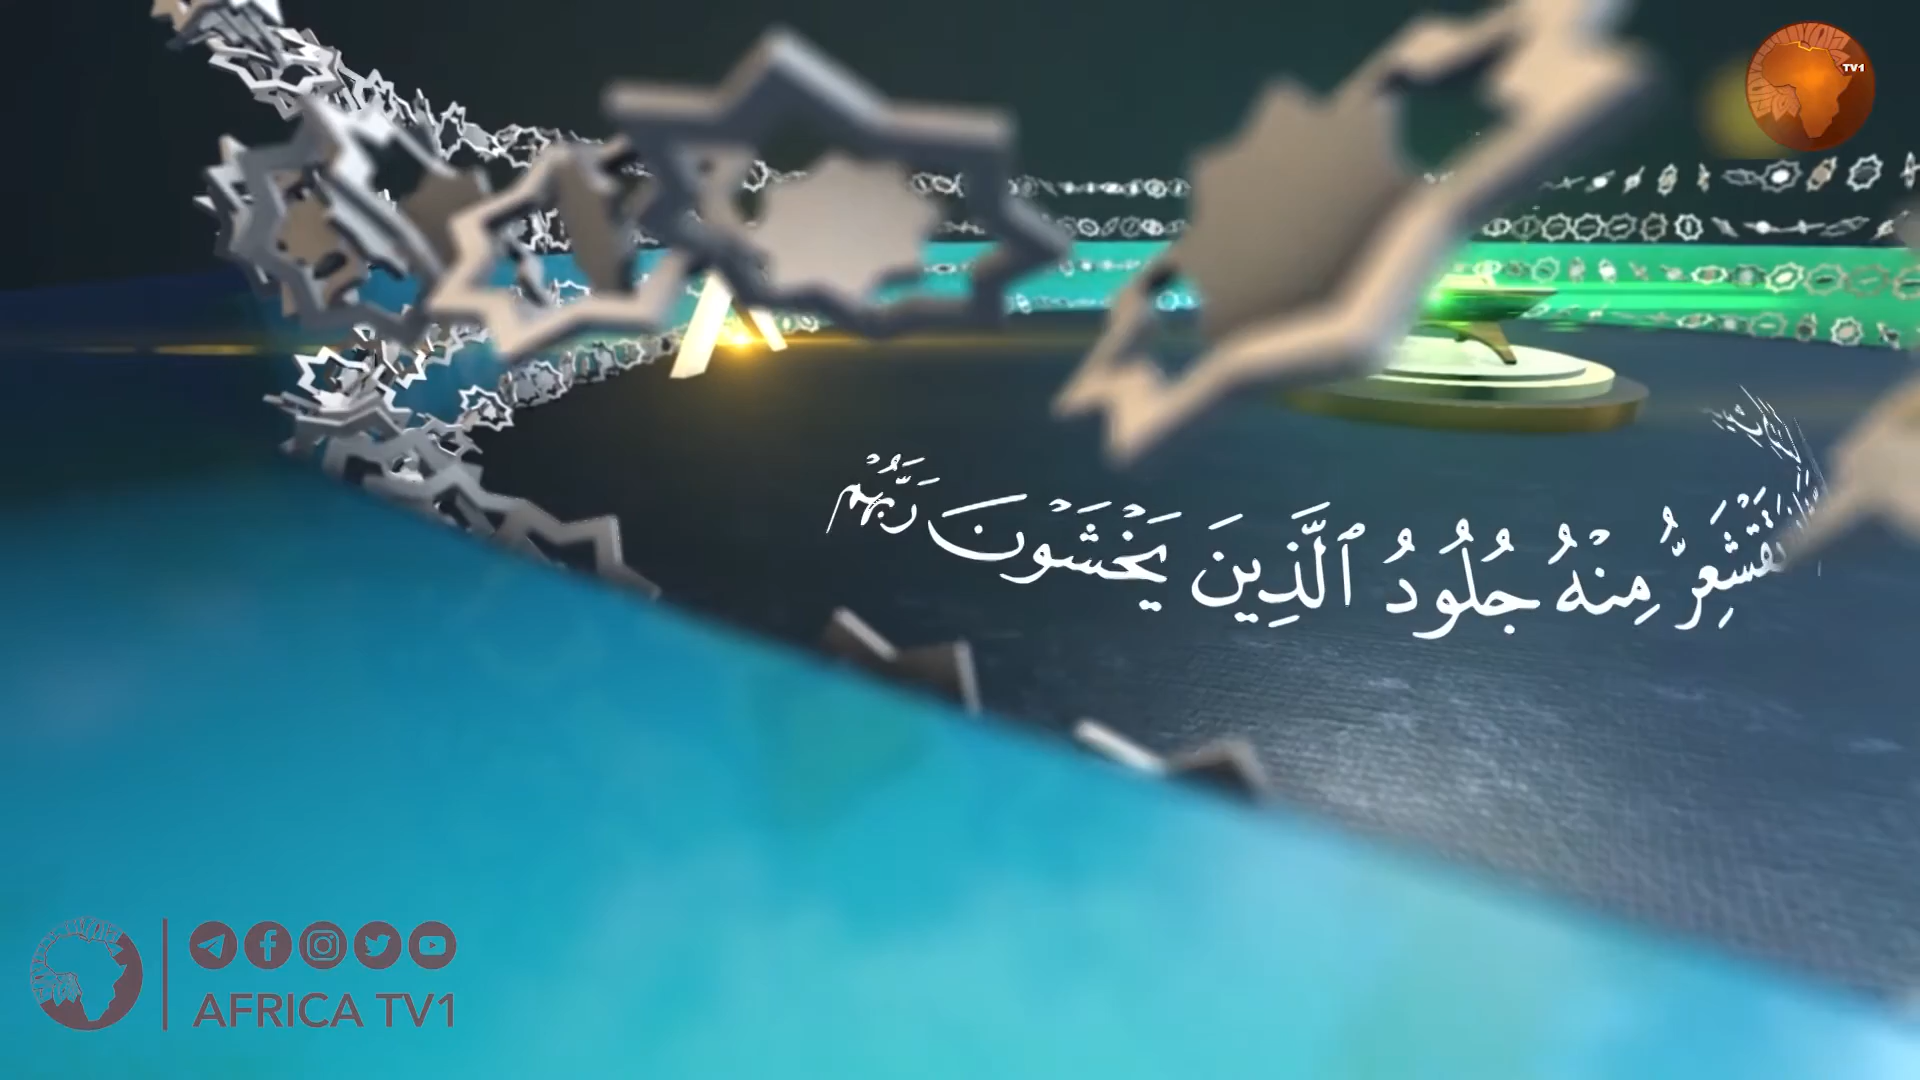 TV1
تَقْشَعِرُّ مِنْهُ جُلُودُ ٱلَّذِينَ يَخْشَوْنَ رَبَّهُمْ
AFRICA TV1